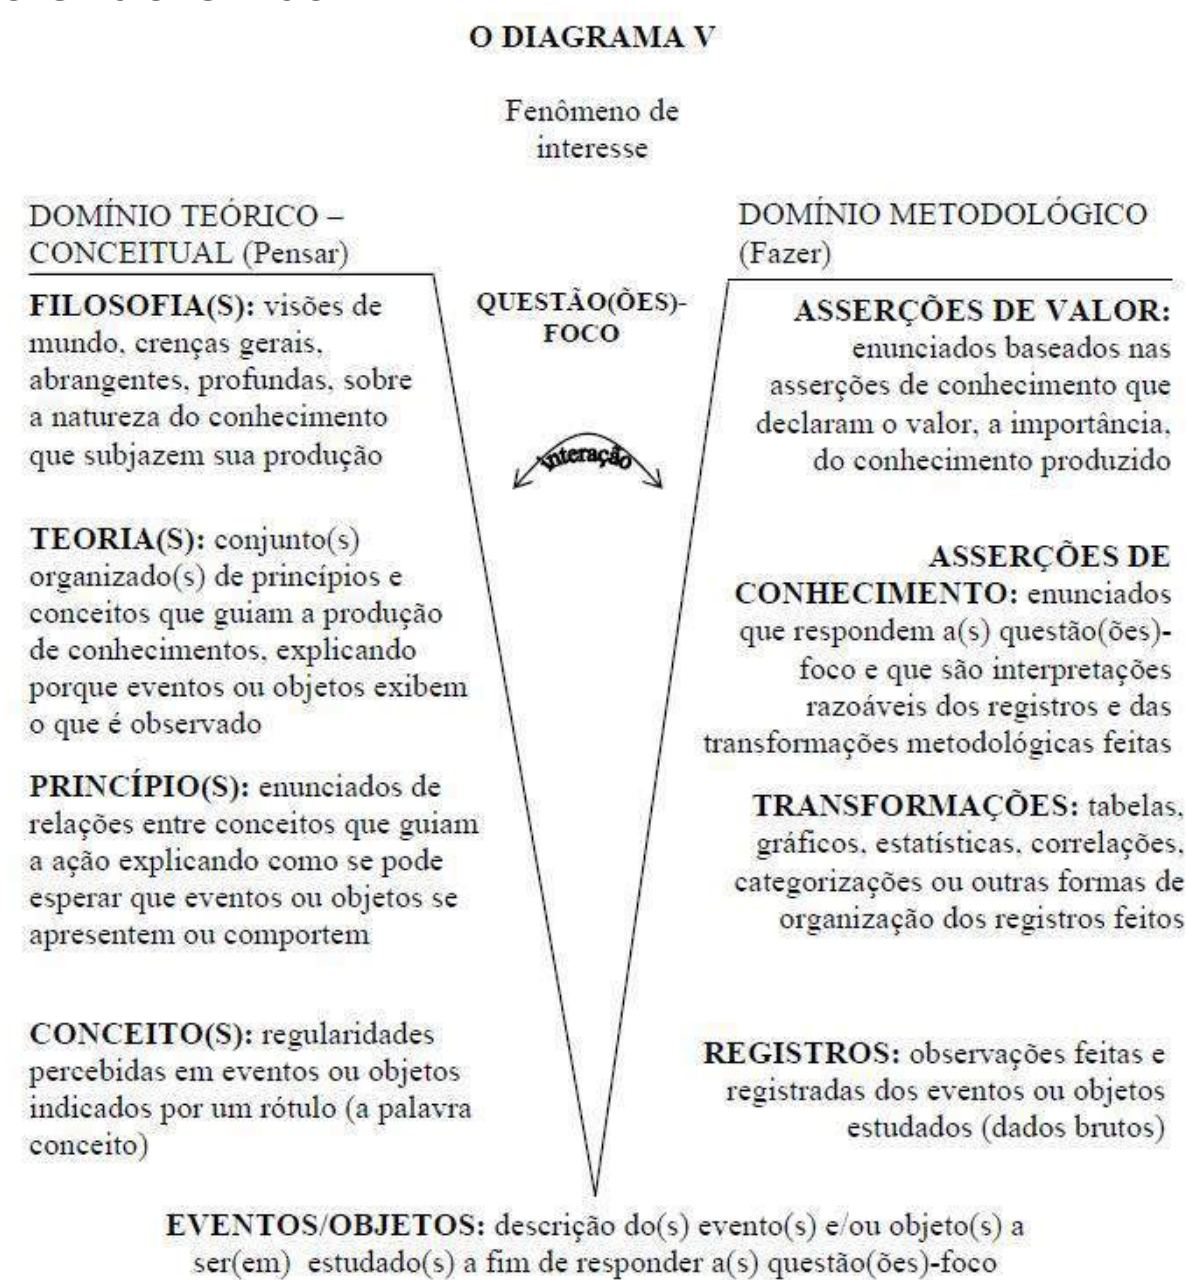 O DIAGRAMA V
Fenômeno de
interesse
DOMÍNIO TEÓRICO –
CONCEITUAL (Pensar)
FILOSOFIA(S): visões de
mundo, crenças gerais,
abrangentes, profundas, sobre
a natureza do conhecimento
que subjazem sua produção
TEORIA(S): conjunto(s)
organizado(s) de princípios e
conceitos que guiam a produção
de conhecimentos, explicando
porque eventos ou objetos exibem
o que é observado
PRINCÍPIO(S): enunciados de
relações entre conceitos que guiam
a ação explicando como se pode
esperar que eventos ou objetos se
apresentem ou comportem
CONCEITO(S): regularidades
percebidas em eventos ou objetos
indicados por um rótulo (a palavra
conceito)
QUESTÃO(ÕES)-
FOCO
interação
DOMÍNIO METODOLÓGICO
(Fazer)
ASSERÇÕES DE VALOR:
enunciados baseados nas
asserções de conhecimento que
declaram o valor, a importância,
do conhecimento produzido
ASSERÇÕES DE
CONHECIMENTO: enunciados
que respondem a(s) questão(ões)-
foco e que são interpretações
razoáveis dos registros e das
transformações metodológicas feitas
TRANSFORMAÇÕES: tabelas,
gráficos, estatísticas, correlações,
categorizações ou outras formas de
organização dos registros feitos
REGISTROS: observações feitas e
registradas dos eventos ou objetos
estudados (dados brutos)
EVENTOS/OBJETOS: descrição do(s) evento(s) e/ou objeto(s) a
ser(em) estudado(s) a fim de responder a(s) questão(ões)-foco